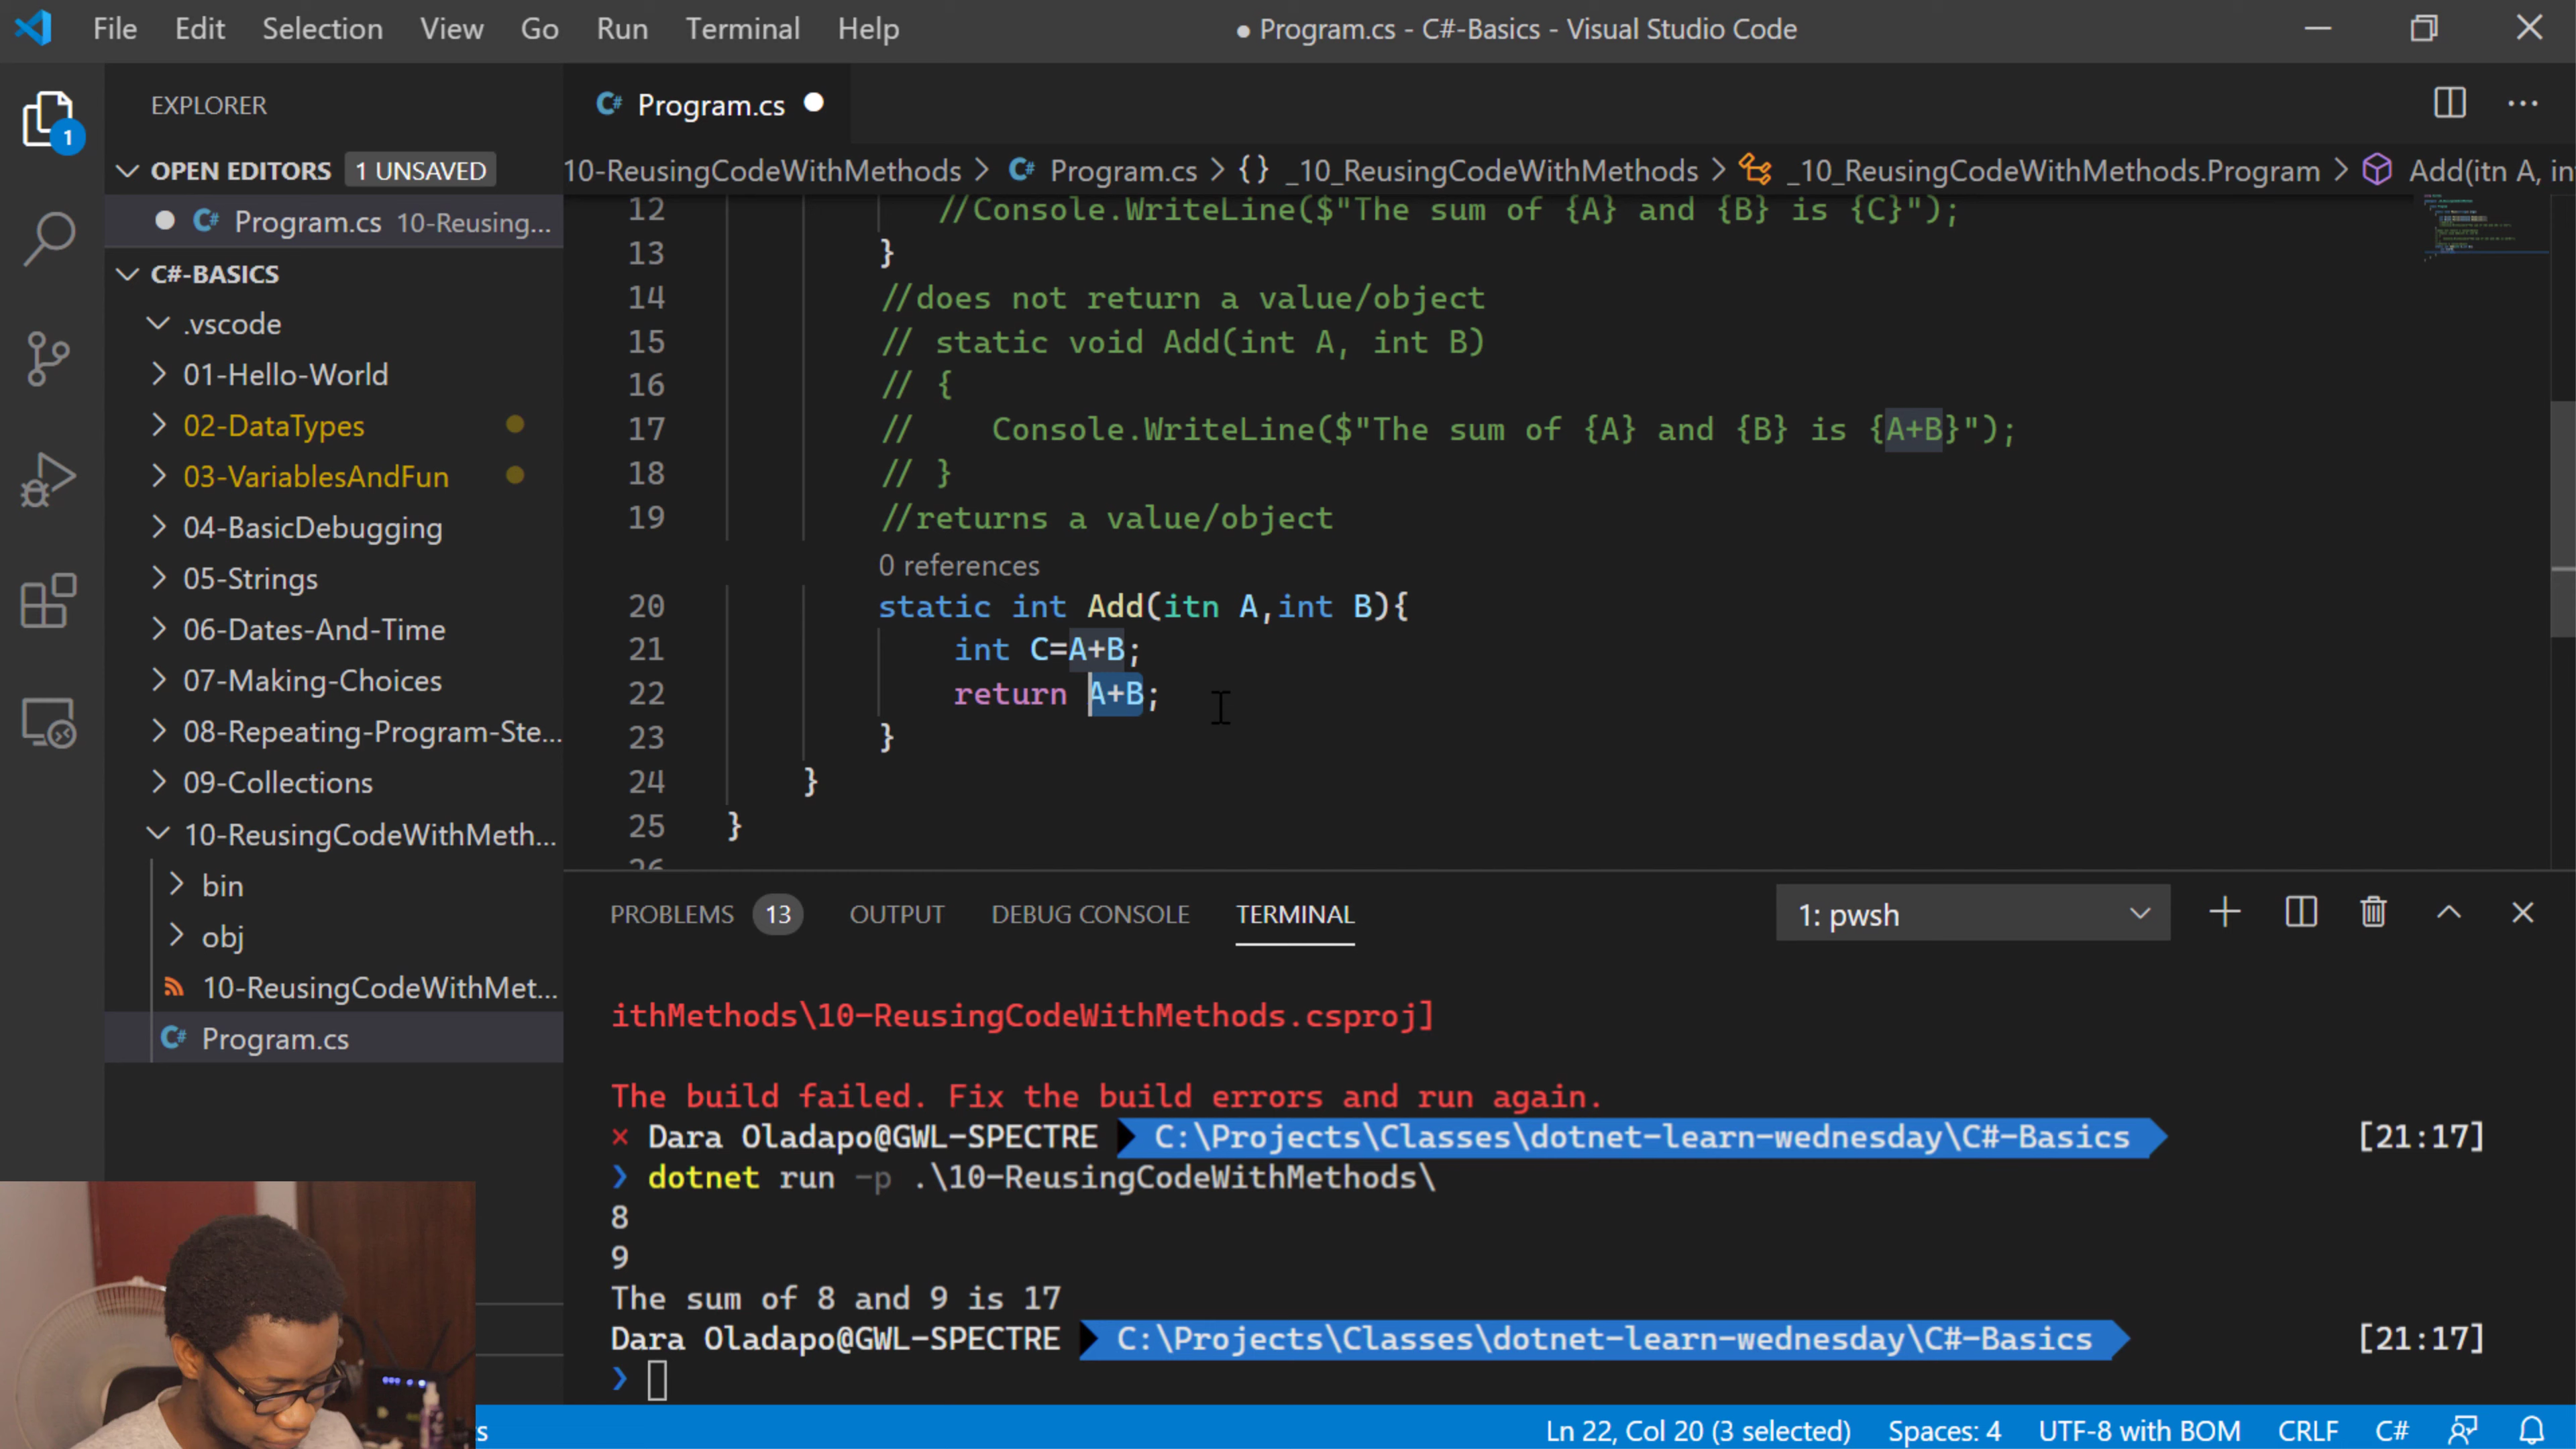 File Edit Selection View Go Run Terminal Help
● Program.cs - C#-Basics - Visual Studio Code
EXPLORER
OPEN EDITORS 1 UNSAVED
Program.cs 10-Reusing...
C#-BASICS
.vscode
01-Hello-World
02-DataTypes
03-VariablesAndFun
04-BasicDebugging
05-Strings
06-Dates-And-Time
07-Making-Choices
08-Repeating-Program-Ste...
09-Collections
10-ReusingCodeWithMeth...
bin
obj
10-ReusingCodeWithMet...
C# Program.cs
1
C# Program.cs ●
10-ReusingCodeWithMethods > C# Program.cs > {} _10_ReusingCodeWithMethods > _10_ReusingCodeWithMethods.Program > Add(itn A, in
12 //Console.WriteLine($"The sum of {A} and {B} is {C}");
13 }
14 //does not return a value/object
15 // static void Add(int A, int B)
16 // {
17 //    Console.WriteLine($"The sum of {A} and {B} is {A+B}");
18 // }
19 //returns a value/object
0 references
20 static int Add(itn A,int B){
21 int C=A+B;
22 return A+B;
23 }
24 }
25 }
26
PROBLEMS 13 OUTPUT DEBUG CONSOLE TERMINAL 1: pwsh
ithMethods\10-ReusingCodeWithMethods.csproj]
The build failed. Fix the build errors and run again.
× Dara Oladapo@GWL-SPECTRE C:\Projects\Classes\dotnet-learn-wednesday\C#-Basics [21:17]
❯ dotnet run -p .\10-ReusingCodeWithMethods\
8
9
The sum of 8 and 9 is 17
Dara Oladapo@GWL-SPECTRE C:\Projects\Classes\dotnet-learn-wednesday\C#-Basics [21:17]
❯
s Ln 22, Col 20 (3 selected) Spaces: 4 UTF-8 with BOM CRLF C#